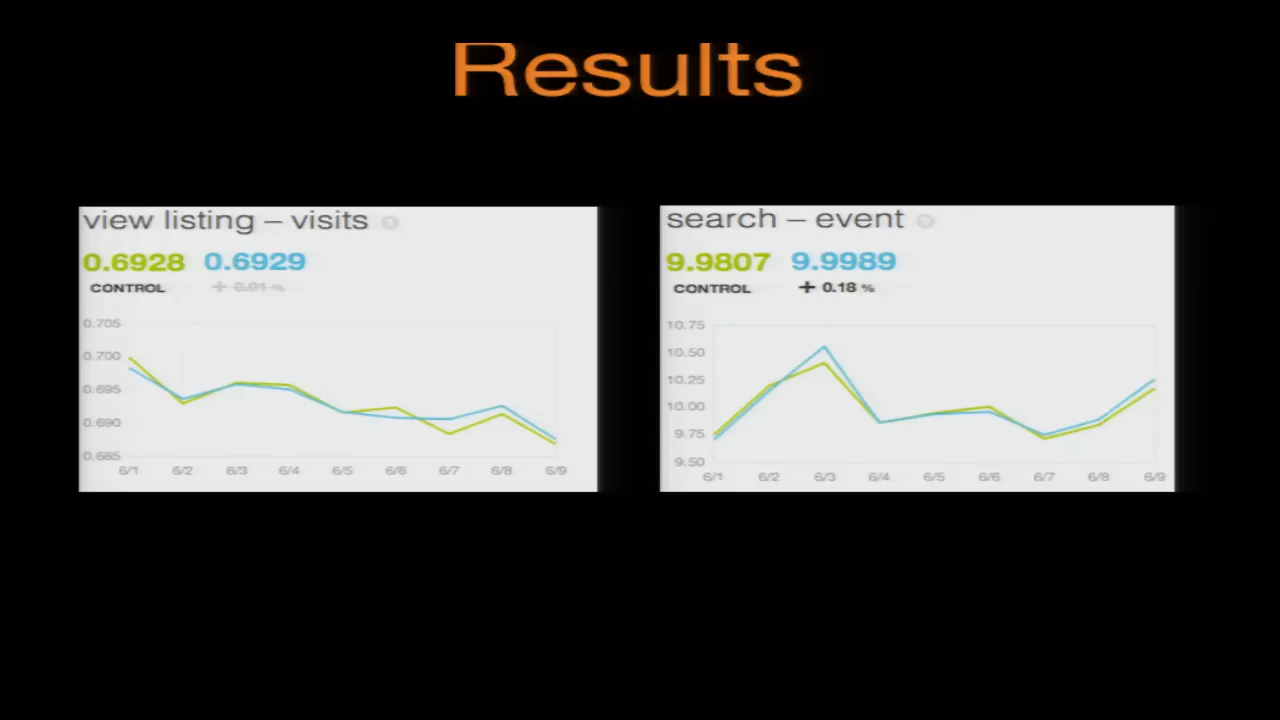 Results
view listing – visits ?
0.6928 0.6929
CONTROL + 0.01 %
0.705
0.700
0.695
0.690
0.685
6/1 6/2 6/3 6/4 6/5 6/6 6/7 6/8 6/9
search – event ?
9.9807 9.9989
CONTROL + 0.18 %
10.75
10.50
10.25
10.00
9.75
9.50
6/1 6/2 6/3 6/4 6/5 6/6 6/7 6/8 6/9